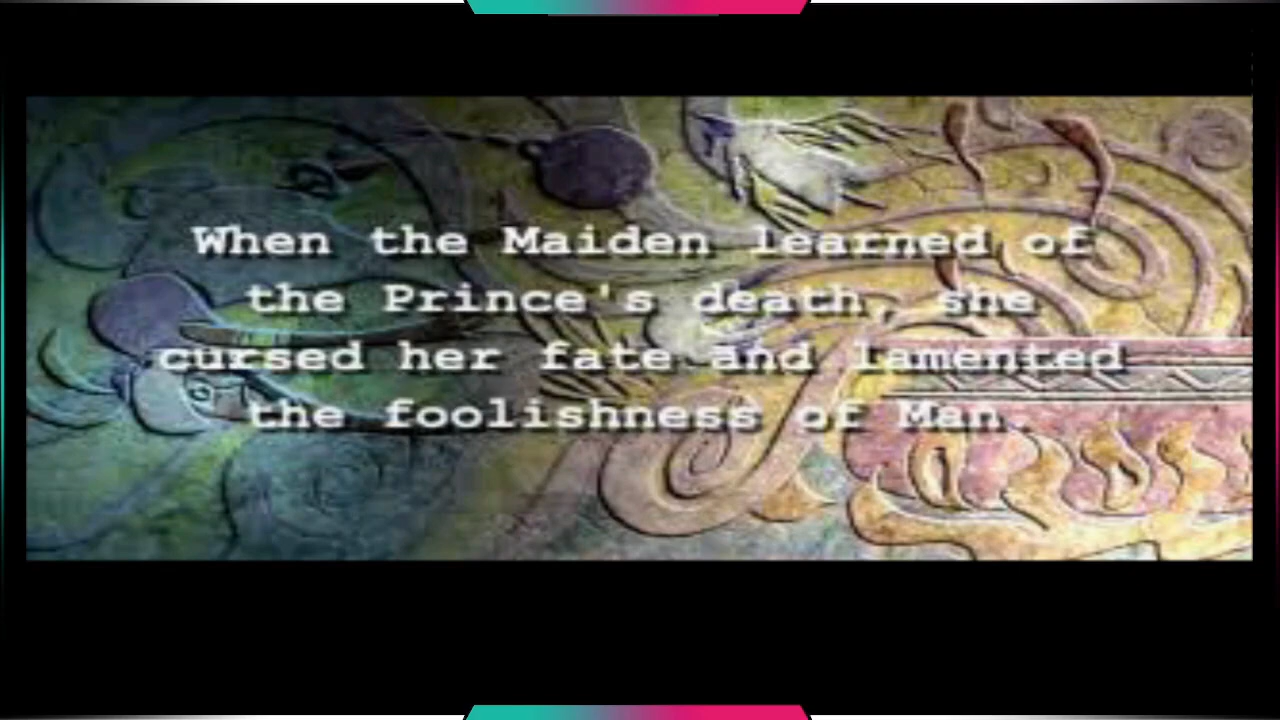 When the Maiden learned of
the Prince's death, she
cursed her fate and lamented
the foolishness of Man.